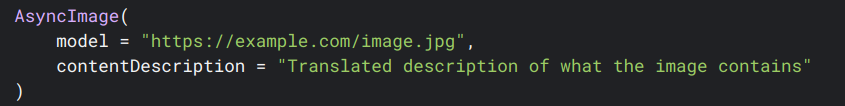 AsyncImage(
    model = "https://example.com/image.jpg",
    contentDescription = "Translated description of what the image contains"
)